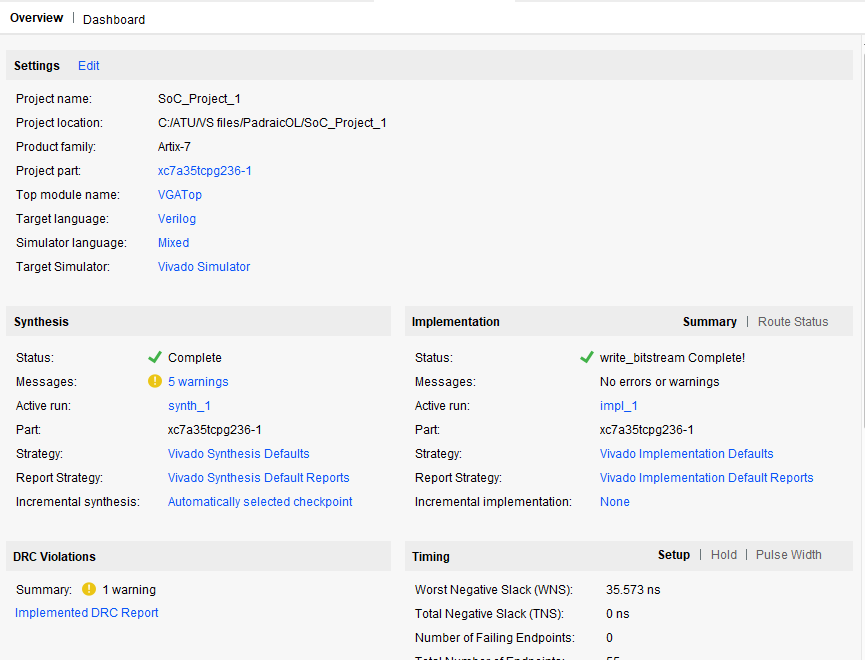 Overview | Dashboard
Settings Edit
Project name: SoC_Project_1
Project location: C:/ATU/VS files/PadraicOL/SoC_Project_1
Product family: Artix-7
Project part: xc7a35tcpg236-1
Top module name: VGATop
Target language: Verilog
Simulator language: Mixed
Target Simulator: Vivado Simulator
Synthesis
Status: Complete
Messages: 5 warnings
Active run: synth_1
Part: xc7a35tcpg236-1
Strategy: Vivado Synthesis Defaults
Report Strategy: Vivado Synthesis Default Reports
Incremental synthesis: Automatically selected checkpoint
Implementation Summary | Route Status
Status: write_bitstream Complete!
Messages: No errors or warnings
Active run: impl_1
Part: xc7a35tcpg236-1
Strategy: Vivado Implementation Defaults
Report Strategy: Vivado Implementation Default Reports
Incremental implementation: None
DRC Violations
Summary: 1 warning
Implemented DRC Report
Timing Setup | Hold | Pulse Width
Worst Negative Slack (WNS): 35.573 ns
Total Negative Slack (TNS): 0 ns
Number of Failing Endpoints: 0
Total Number of Endpoints: